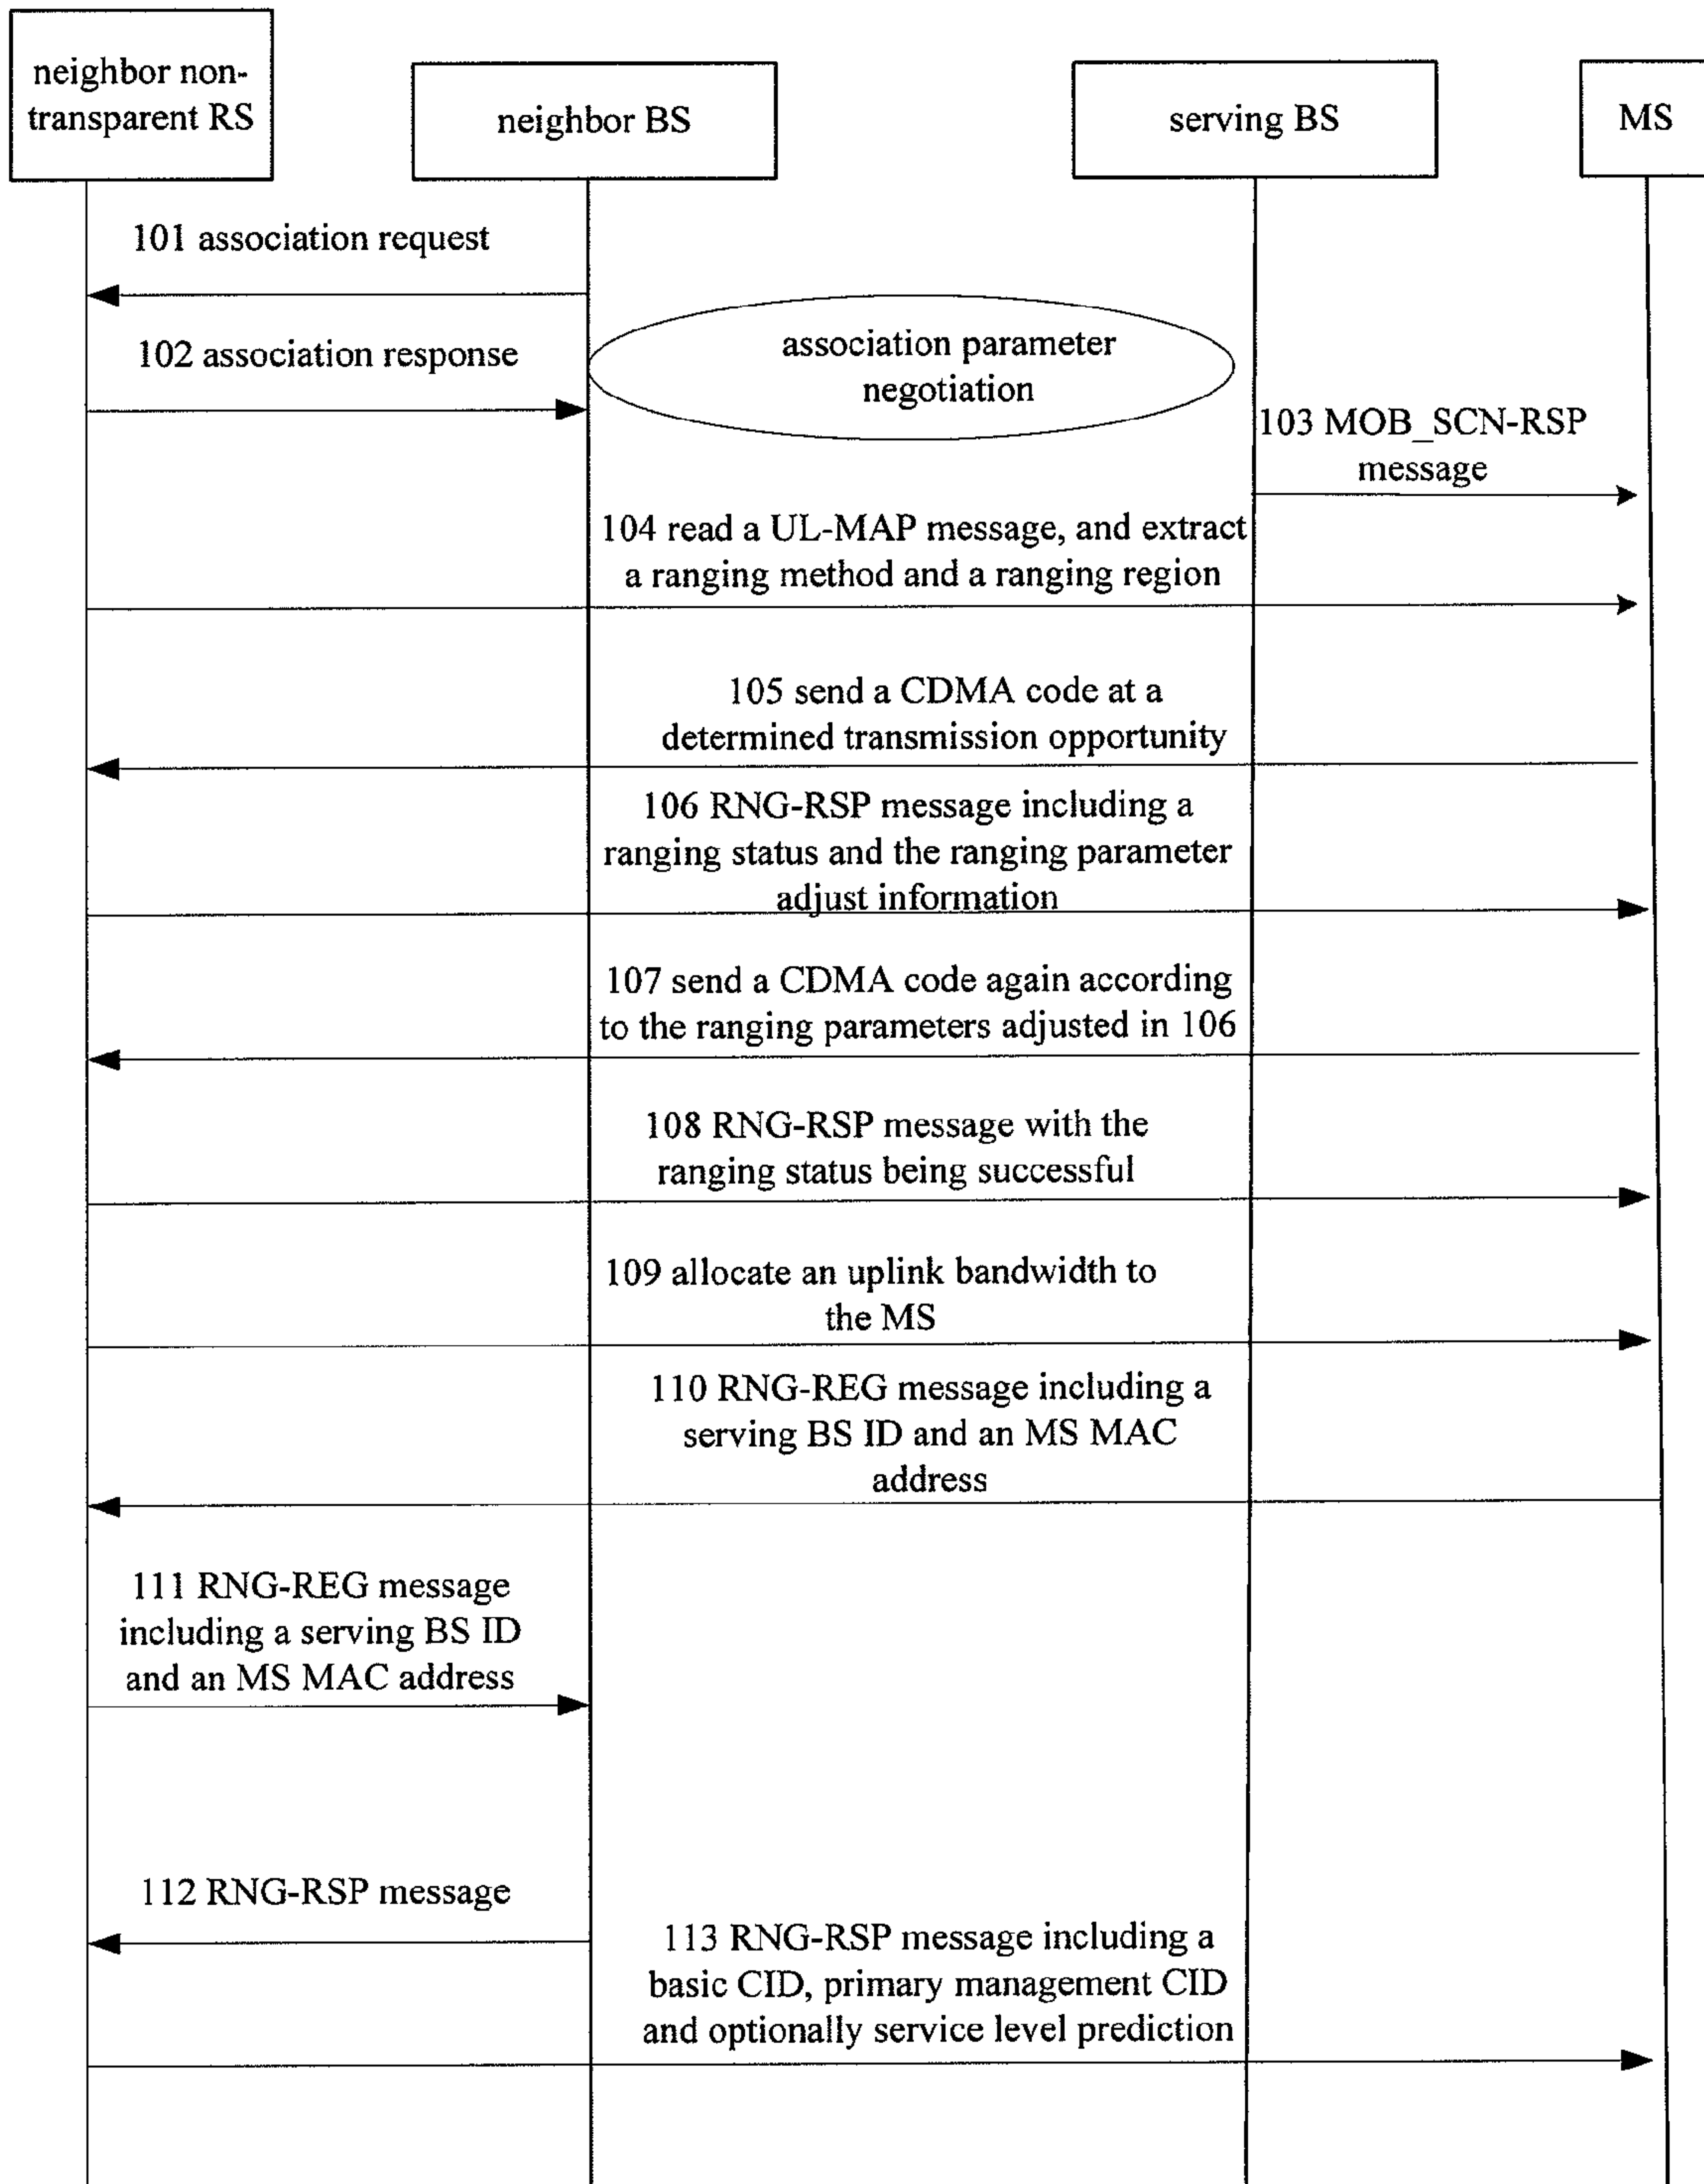 neighbor non-
transparent RS
neighbor BS
serving BS
MS
101 association request
102 association response
association parameter
negotiation
103 MOB_SCN-RSP
message
104 read a UL-MAP message, and extract
a ranging method and a ranging region
105 send a CDMA code at a
determined transmission opportunity
106 RNG-RSP message including a
ranging status and the ranging parameter
adjust information
107 send a CDMA code again according
to the ranging parameters adjusted in 106
108 RNG-RSP message with the
ranging status being successful
109 allocate an uplink bandwidth to
the MS
110 RNG-REG message including a
serving BS ID and an MS MAC
address
111 RNG-REG message
including a serving BS ID
and an MS MAC address
112 RNG-RSP message
113 RNG-RSP message including a
basic CID, primary management CID
and optionally service level prediction